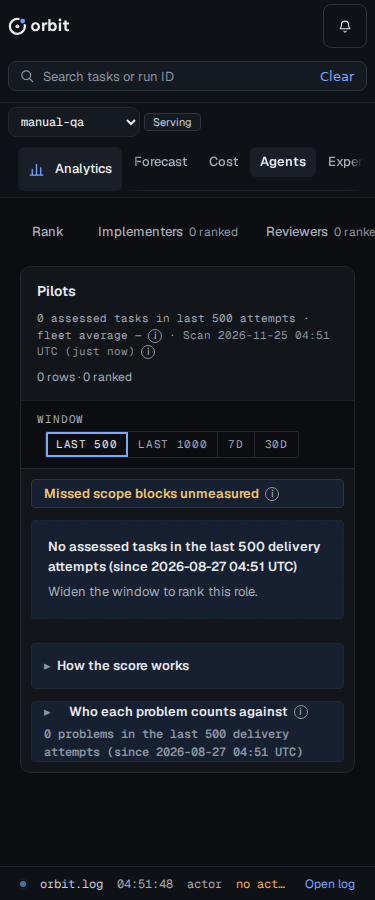 orbit
Search tasks or run ID Clear
manual-qa Serving
Analytics Forecast Cost Agents Exper
Rank Implementers 0 ranked Reviewers 0 ranke
Pilots
0 assessed tasks in last 500 attempts ·
fleet average — · Scan 2026-11-25 04:51
UTC (just now)
0 rows · 0 ranked
WINDOW
LAST 500 LAST 1000 7D 30D
Missed scope blocks unmeasured
No assessed tasks in the last 500 delivery
attempts (since 2026-08-27 04:51 UTC)
Widen the window to rank this role.
How the score works
Who each problem counts against
0 problems in the last 500 delivery
attempts (since 2026-08-27 04:51 UTC)
orbit.log 04:51:48 actor no act… Open log